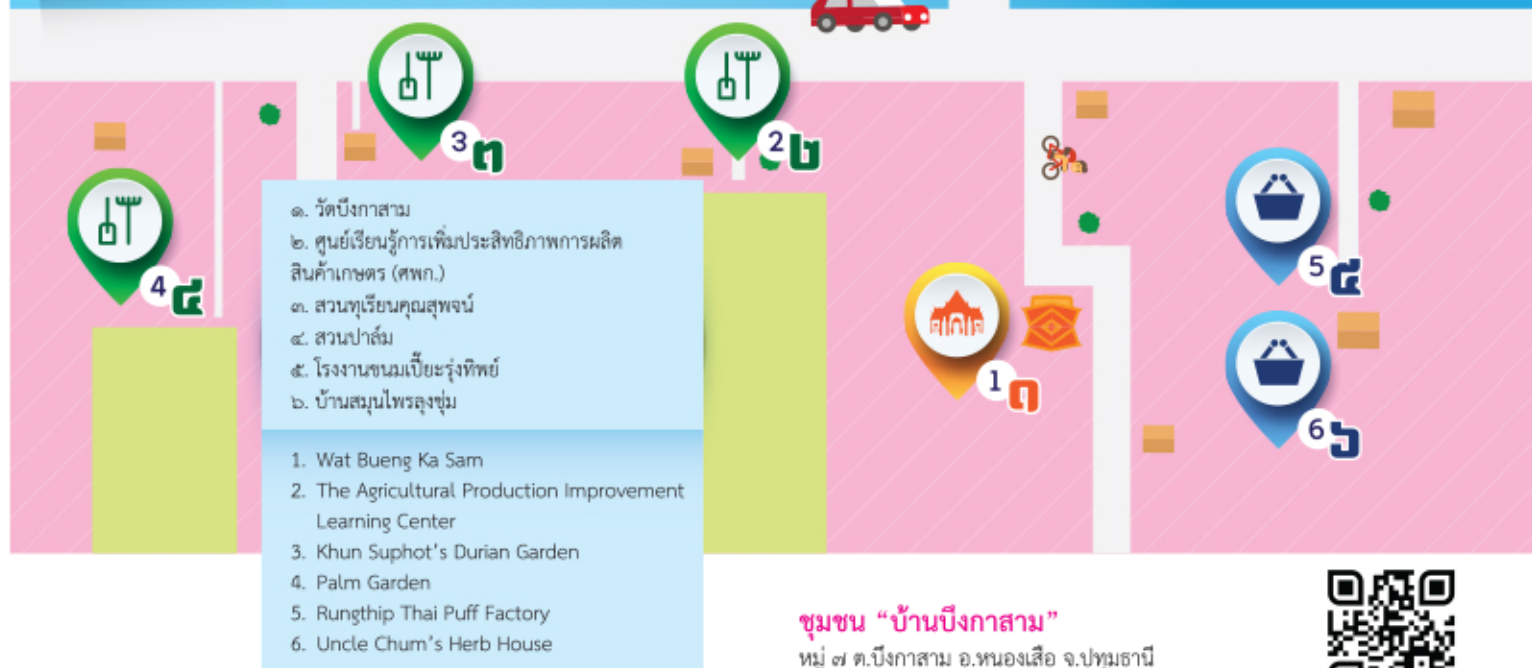 3 ๓
2 ๒
4 ๔
5 ๕
1 ๑
6 ๖
๑. วัดบึงกาสาม
๒. ศูนย์เรียนรู้การเพิ่มประสิทธิภาพการผลิต
สินค้าเกษตร (ศพก.)
๓. สวนทุเรียนคุณสุพจน์
๔. สวนปาล์ม
๕. โรงงานขนมเปี๊ยะรุ่งทิพย์
๖. บ้านสมุนไพรลุงชุ่ม
1. Wat Bueng Ka Sam
2. The Agricultural Production Improvement
Learning Center
3. Khun Suphot's Durian Garden
4. Palm Garden
5. Rungthip Thai Puff Factory
6. Uncle Chum's Herb House
ชุมชน “บ้านบึงกาสาม”
หมู่ ๗ ต.บึงกาสาม อ.หนองเสือ จ.ปทุมธานี